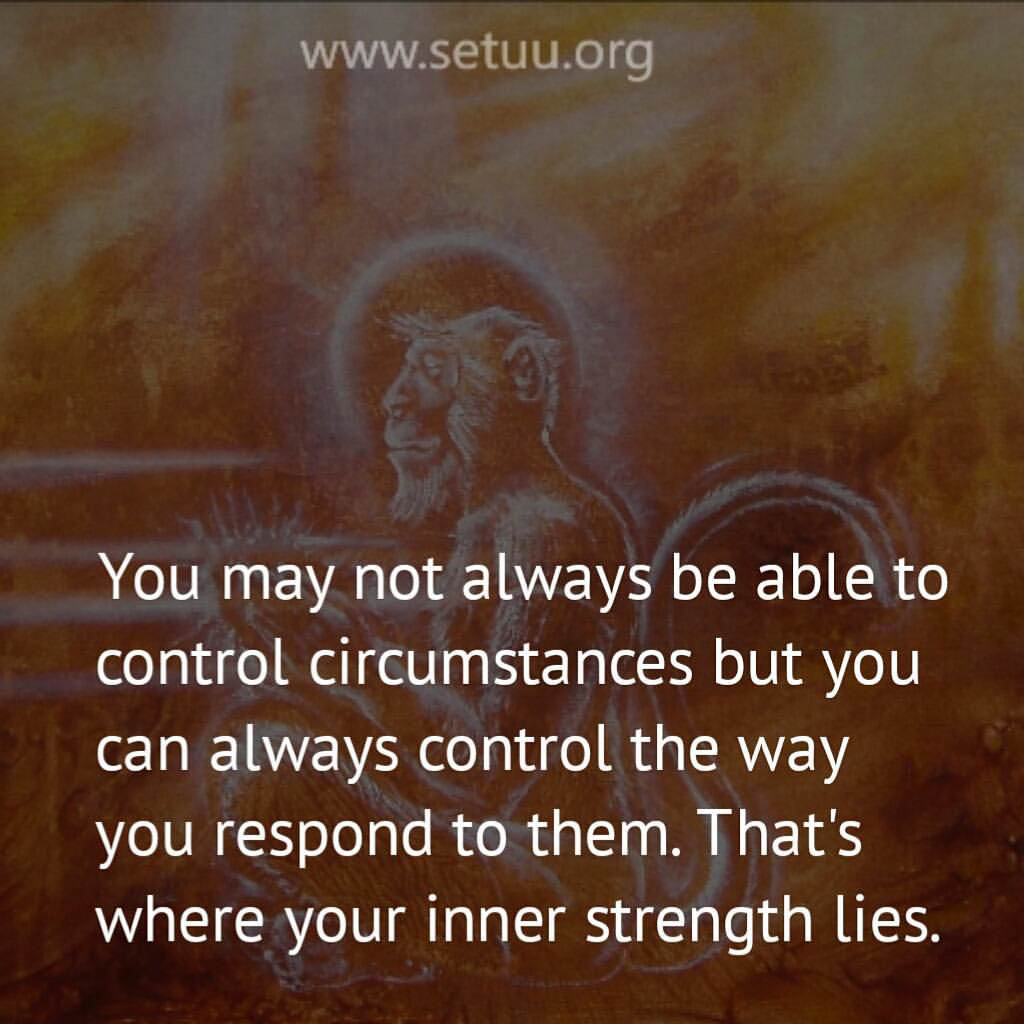 www.setuu.org
You may not always be able to
control circumstances but you
can always control the way
you respond to them. That's
where your inner strength lies.